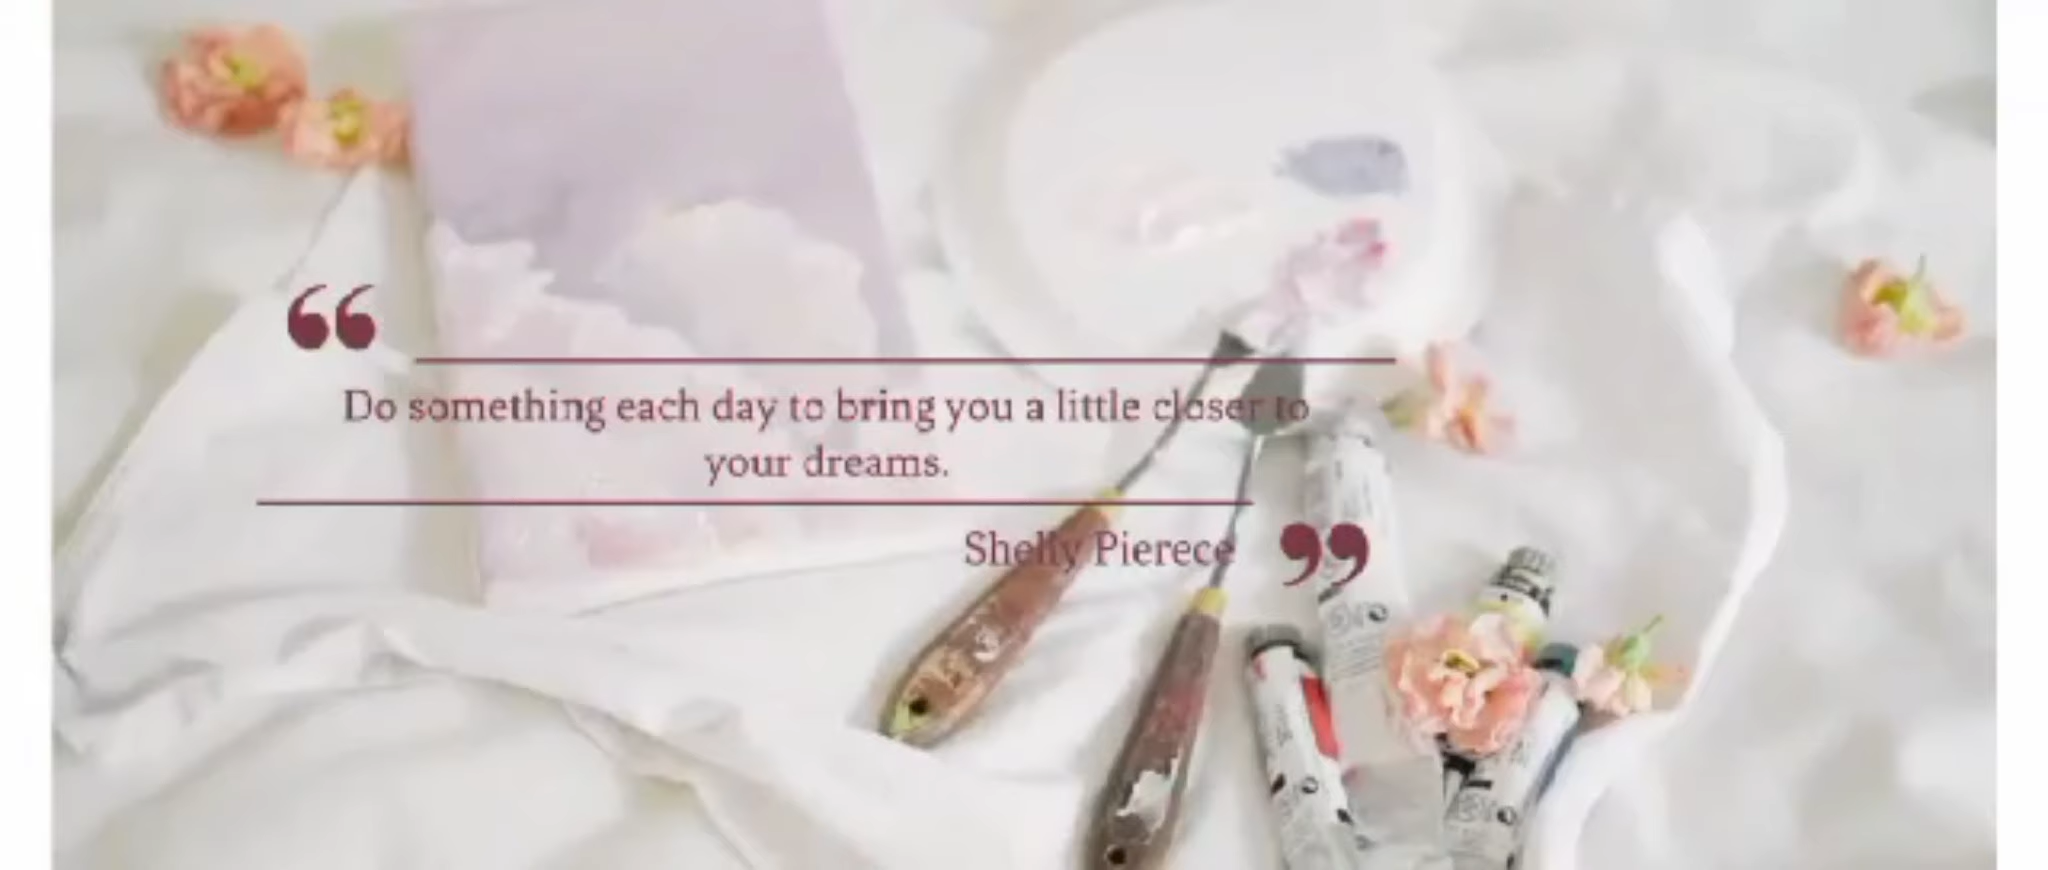 “
Do something each day to bring you a little closer to
your dreams.
Shelly Pierece
”